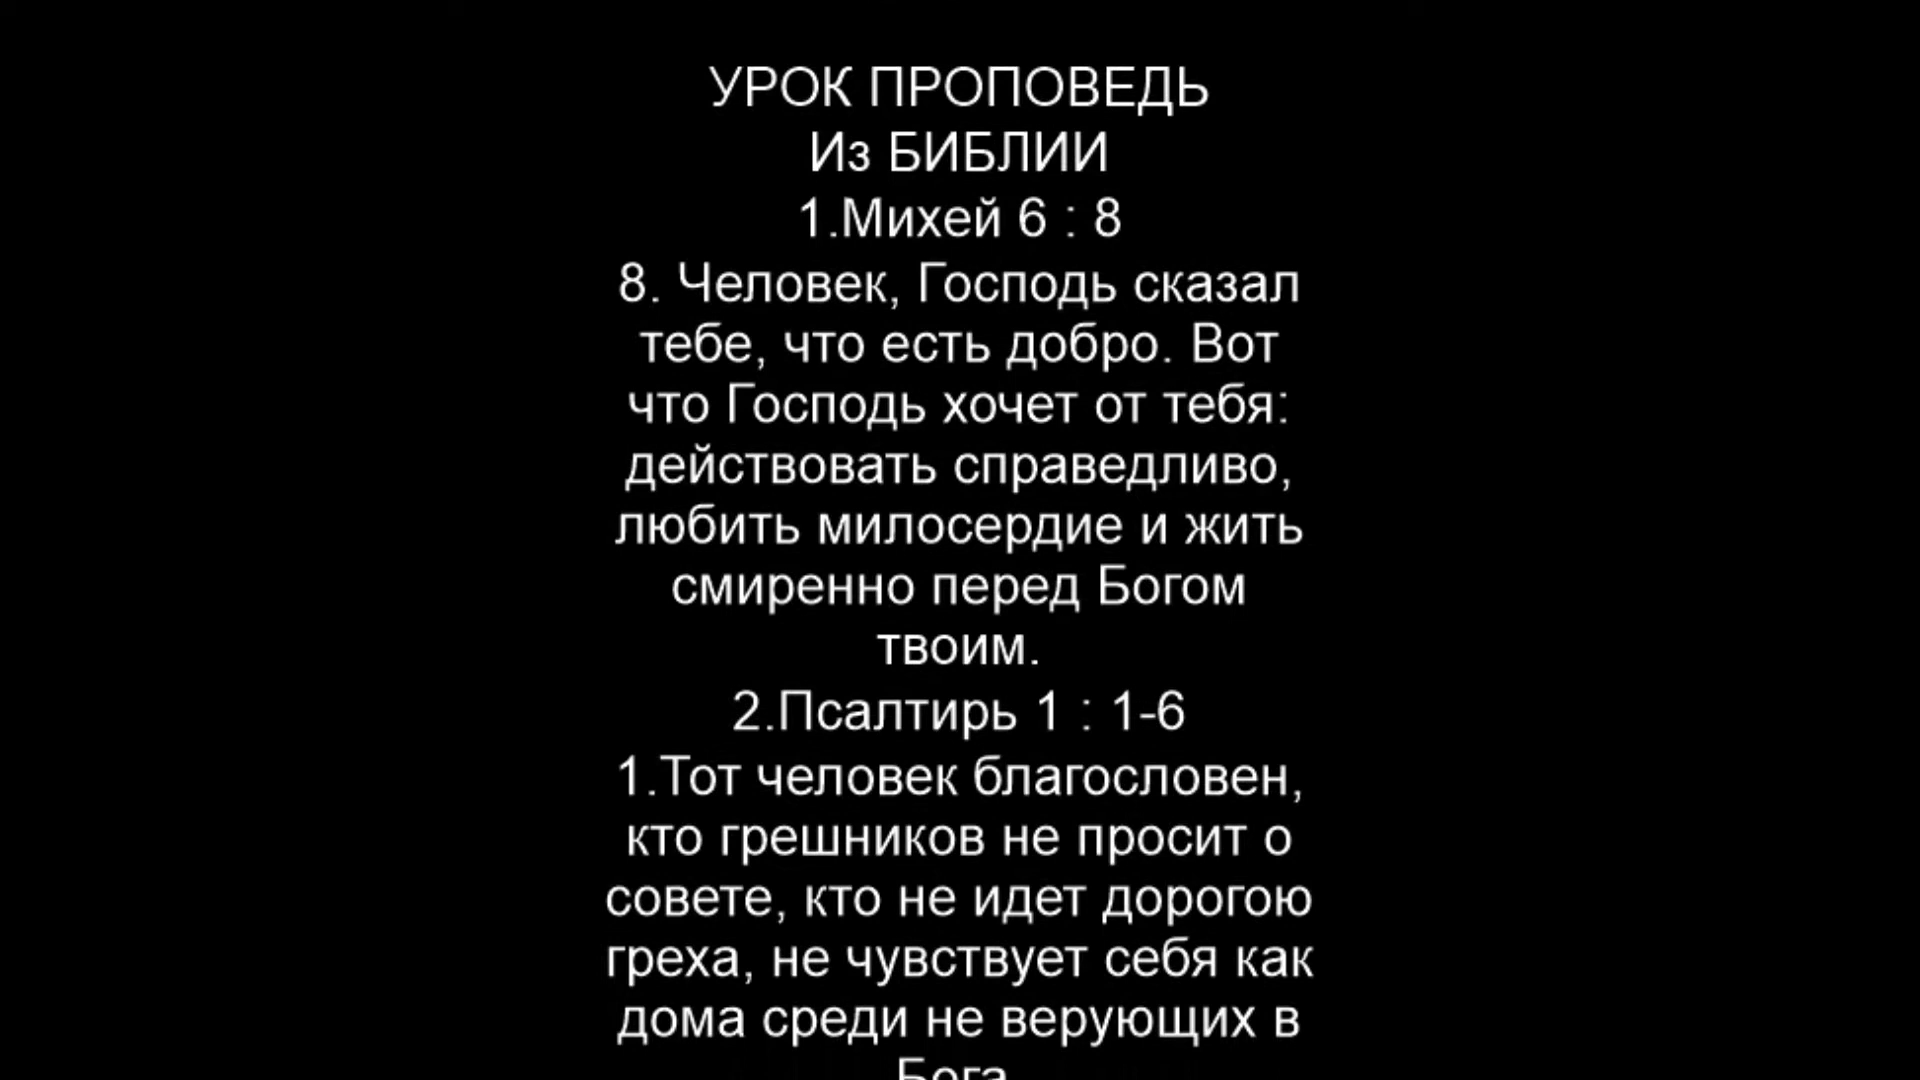 УРОК ПРОПОВЕДЬ
Из БИБЛИИ
1.Михей 6 : 8
8. Человек, Господь сказал
тебе, что есть добро. Вот
что Господь хочет от тебя:
действовать справедливо,
любить милосердие и жить
смиренно перед Богом
твоим.
2.Псалтирь 1 : 1-6
1.Тот человек благословен,
кто грешников не просит о
совете, кто не идет дорогою
греха, не чувствует себя как
дома среди не верующих в
Бога